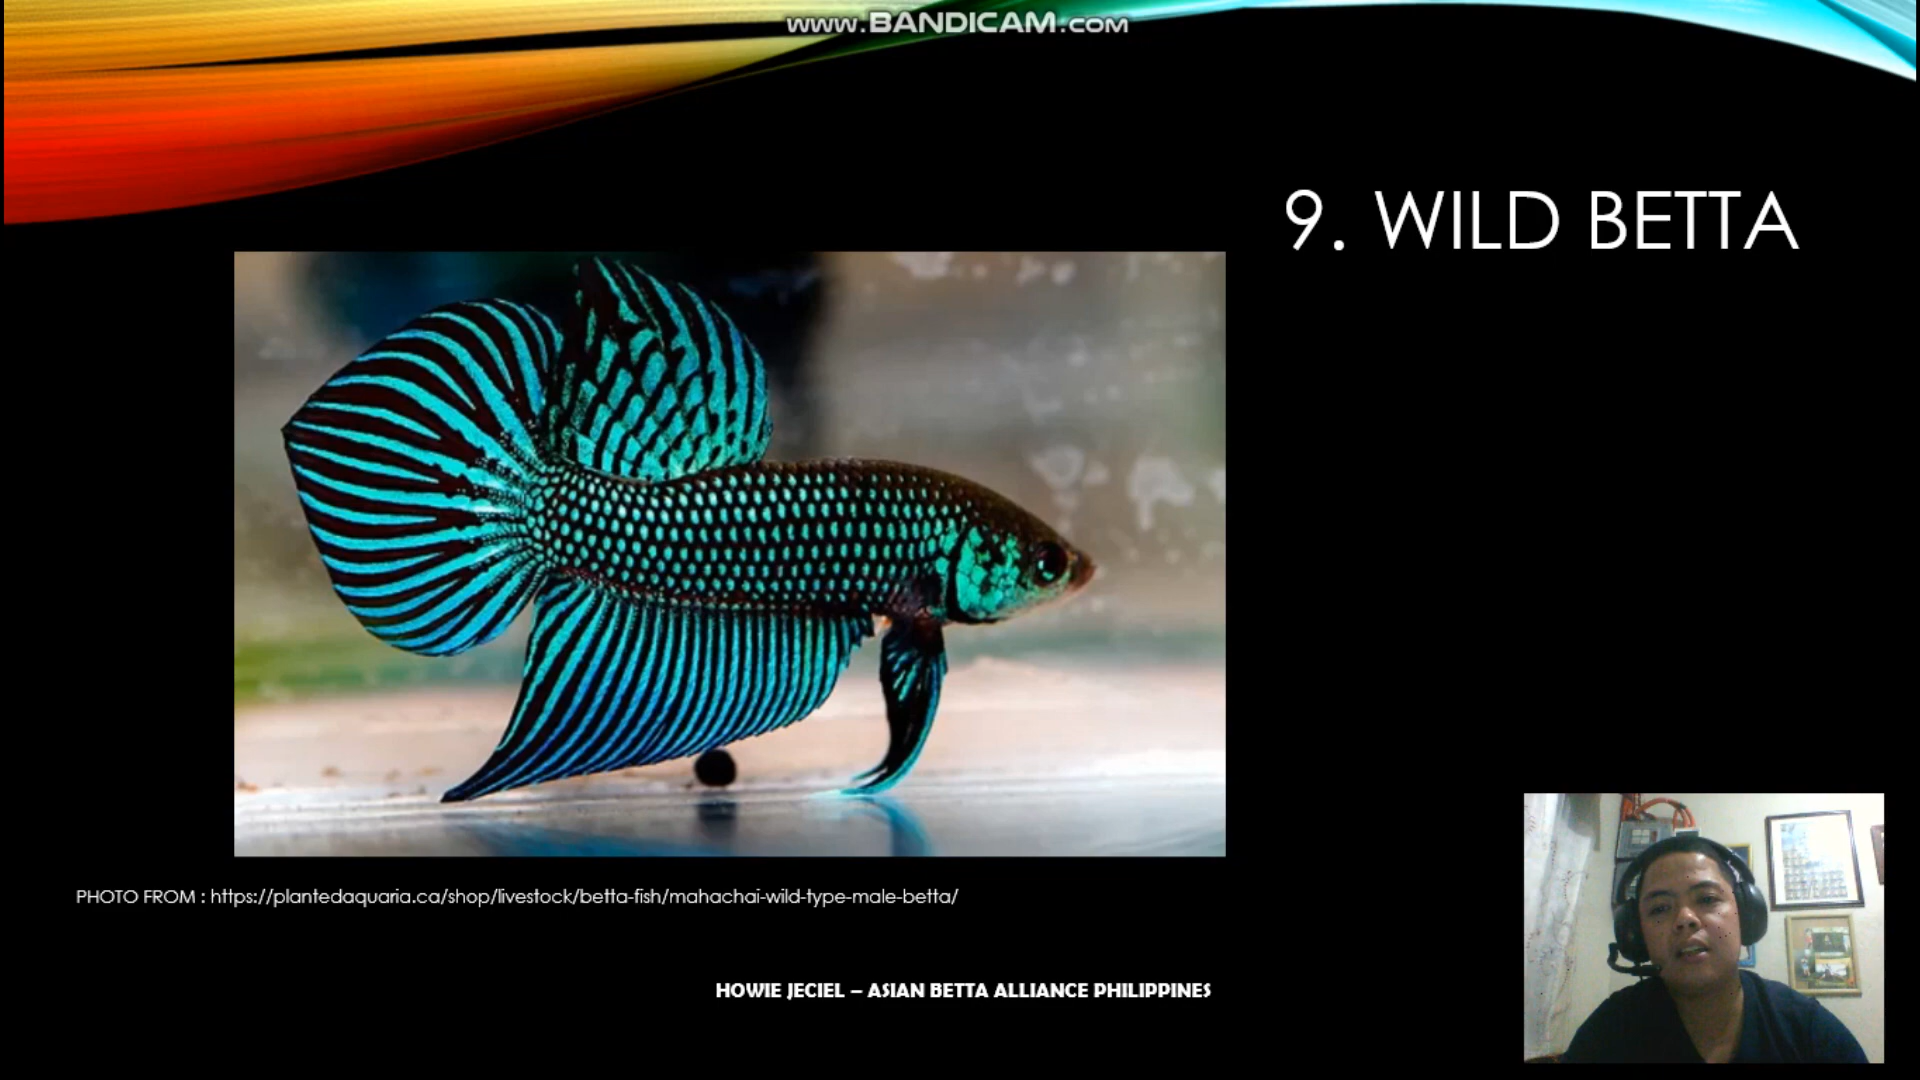 www.BANDICAM.com
9. WILD BETTA
PHOTO FROM : https://plantedaquaria.ca/shop/livestock/betta-fish/mahachai-wild-type-male-betta/
HOWIE JECIEL – ASIAN BETTA ALLIANCE PHILIPPINES